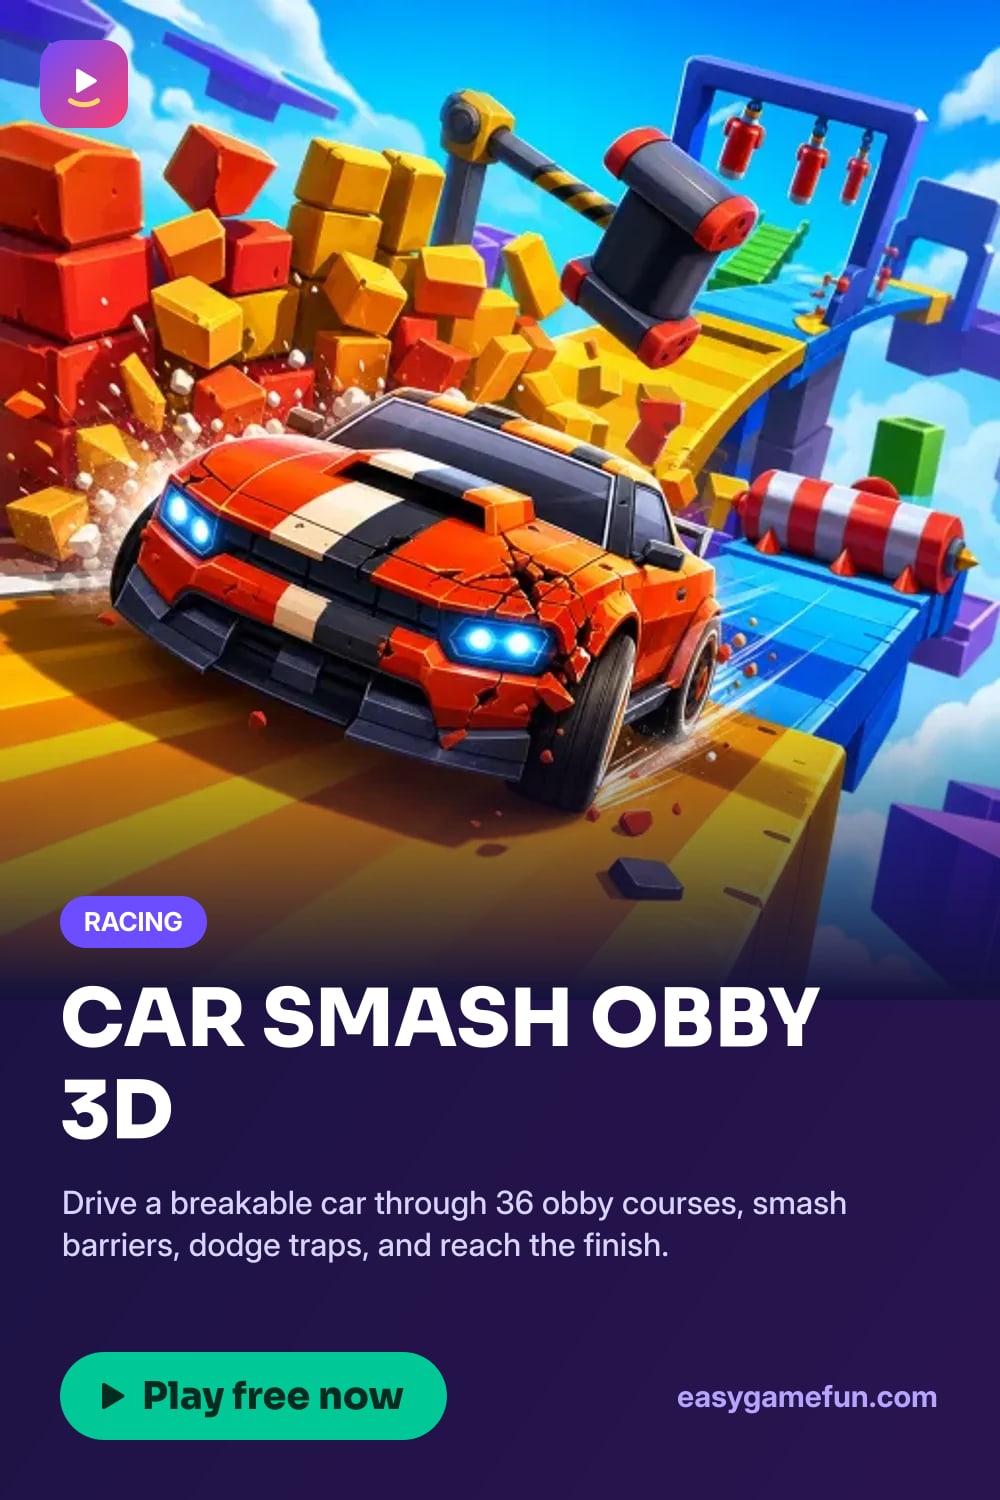 RACING
CAR SMASH OBBY
3D
Drive a breakable car through 36 obby courses, smash
barriers, dodge traps, and reach the finish.
Play free now
easygamefun.com